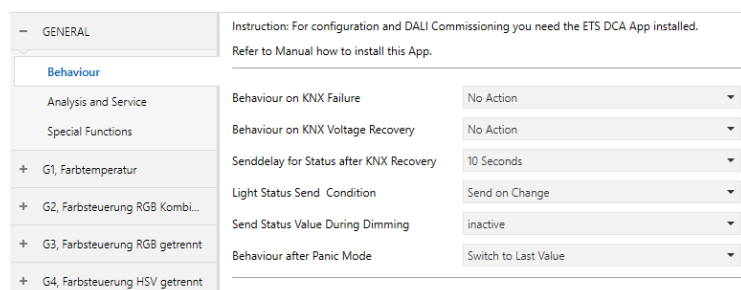 GENERAL
Behaviour
Analysis and Service
Special Functions
G1, Farbtemperatur
G2, Farbsteuerung RGB Kombi...
G3, Farbsteuerung RGB getrennt
G4, Farbsteuerung HSV getrennt
Instruction: For configuration and DALI Commissioning you need the ETS DCA App installed.
Refer to Manual how to install this App.
Behaviour on KNX Failure No Action
Behaviour on KNX Voltage Recovery No Action
Senddelay for Status after KNX Recovery 10 Seconds
Light Status Send Condition Send on Change
Send Status Value During Dimming inactive
Behaviour after Panic Mode Switch to Last Value